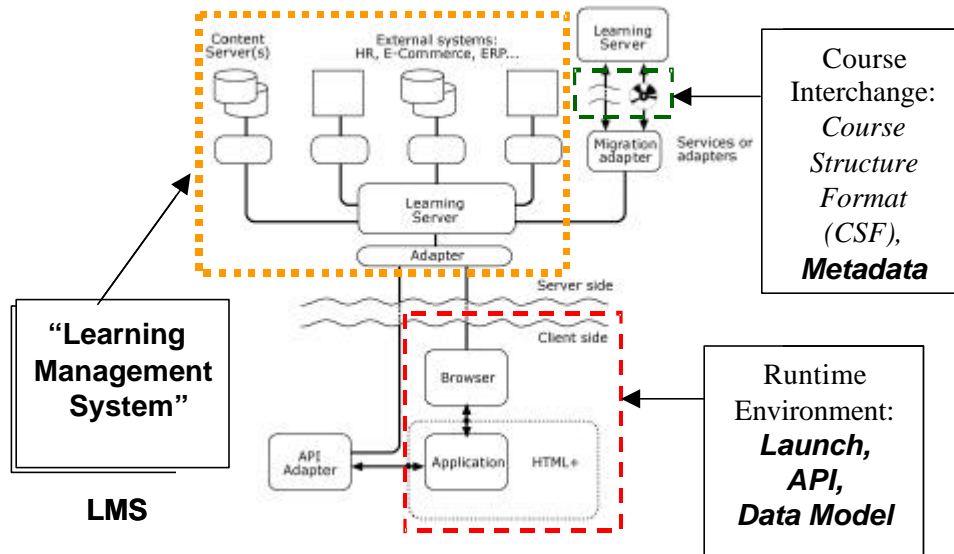 Content
Server(s)
External systems:
HR, E-Commerce, ERP...
Learning
Server
Migration
adapter
Services or
adapters
Learning
Server
Adapter
Server side
Client side
Browser
API
Adapter
Application
HTML+
Course
Interchange:
Course
Structure
Format
(CSF),
Metadata
“Learning
Management
System”
LMS
Runtime
Environment:
Launch,
API,
Data Model